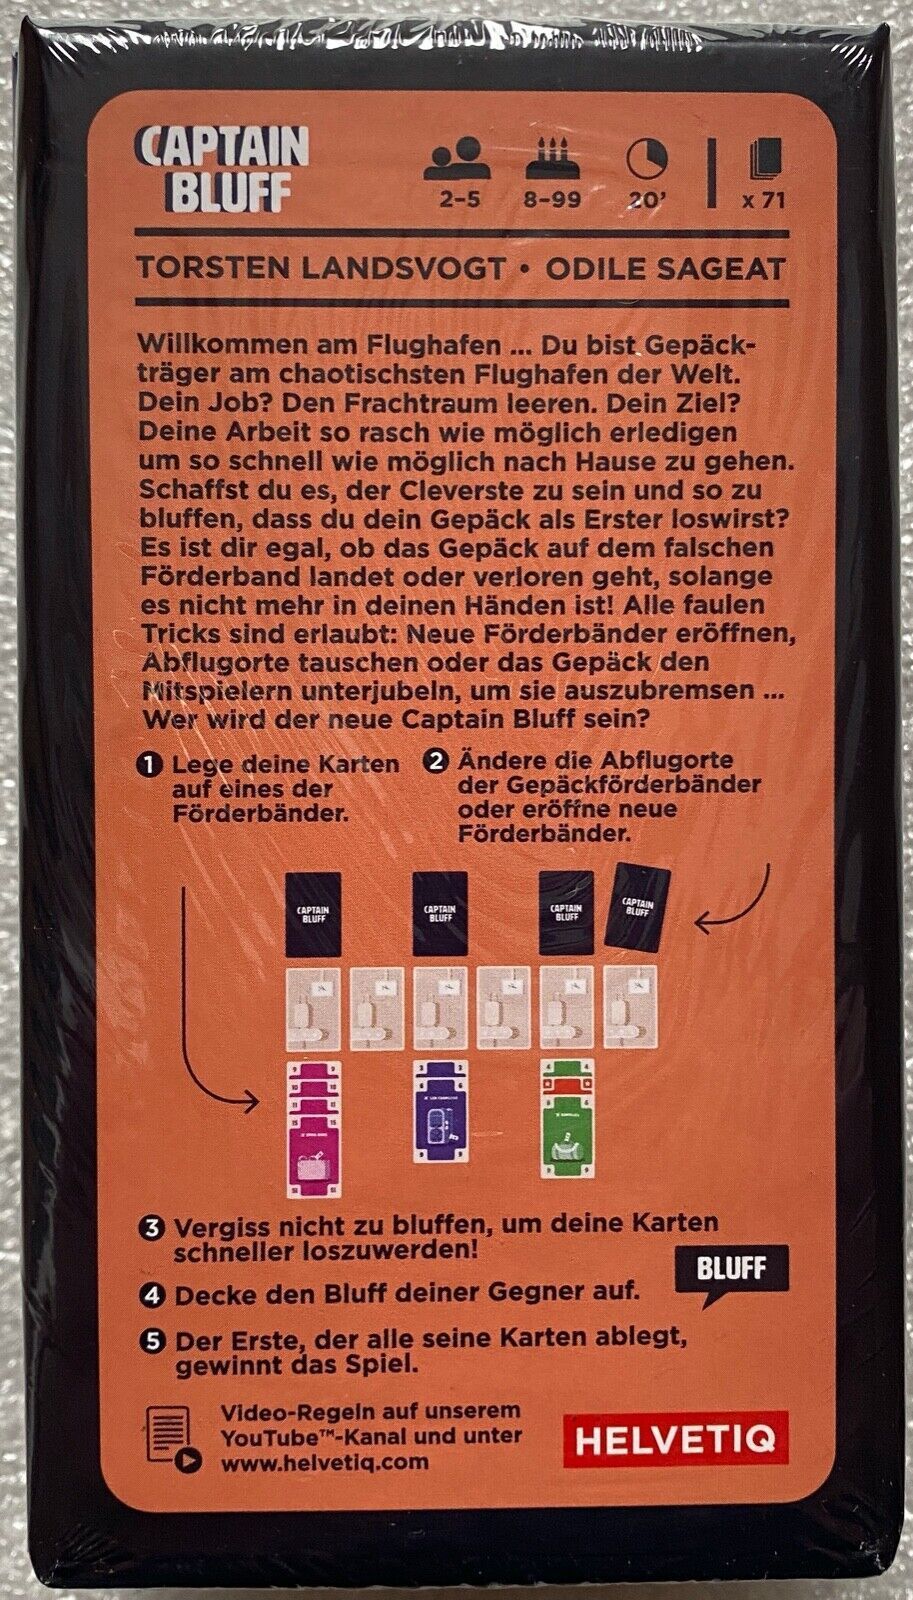 CAPTAIN
BLUFF
2-5
8-99
20'
x 71
TORSTEN LANDSVOGT • ODILE SAGEAT
Willkommen am Flughafen ... Du bist Gepäck-
träger am chaotischsten Flughafen der Welt.
Dein Job? Den Frachtraum leeren. Dein Ziel?
Deine Arbeit so rasch wie möglich erledigen
um so schnell wie möglich nach Hause zu gehen.
Schaffst du es, der Cleverste zu sein und so zu
bluffen, dass du dein Gepäck als Erster loswirst?
Es ist dir egal, ob das Gepäck auf dem falschen
Förderband landet oder verloren geht, solange
es nicht mehr in deinen Händen ist! Alle faulen
Tricks sind erlaubt: Neue Förderbänder eröffnen,
Abflugorte tauschen oder das Gepäck den
Mitspielern unterjubeln, um sie auszubremsen ...
Wer wird der neue Captain Bluff sein?
1 Lege deine Karten
auf eines der
Förderbänder.
2 Ändere die Abflugorte
der Gepäckförderbänder
oder eröffne neue
Förderbänder.
CAPTAIN
BLUFF
CAPTAIN
BLUFF
CAPTAIN
BLUFF
CAPTAIN
BLUFF
3 Vergiss nicht zu bluffen, um deine Karten
schneller loszuwerden!
BLUFF
4 Decke den Bluff deiner Gegner auf.
5 Der Erste, der alle seine Karten ablegt,
gewinnt das Spiel.
Video-Regeln auf unserem
YouTube™-Kanal und unter
www.helvetiq.com
HELVETIQ